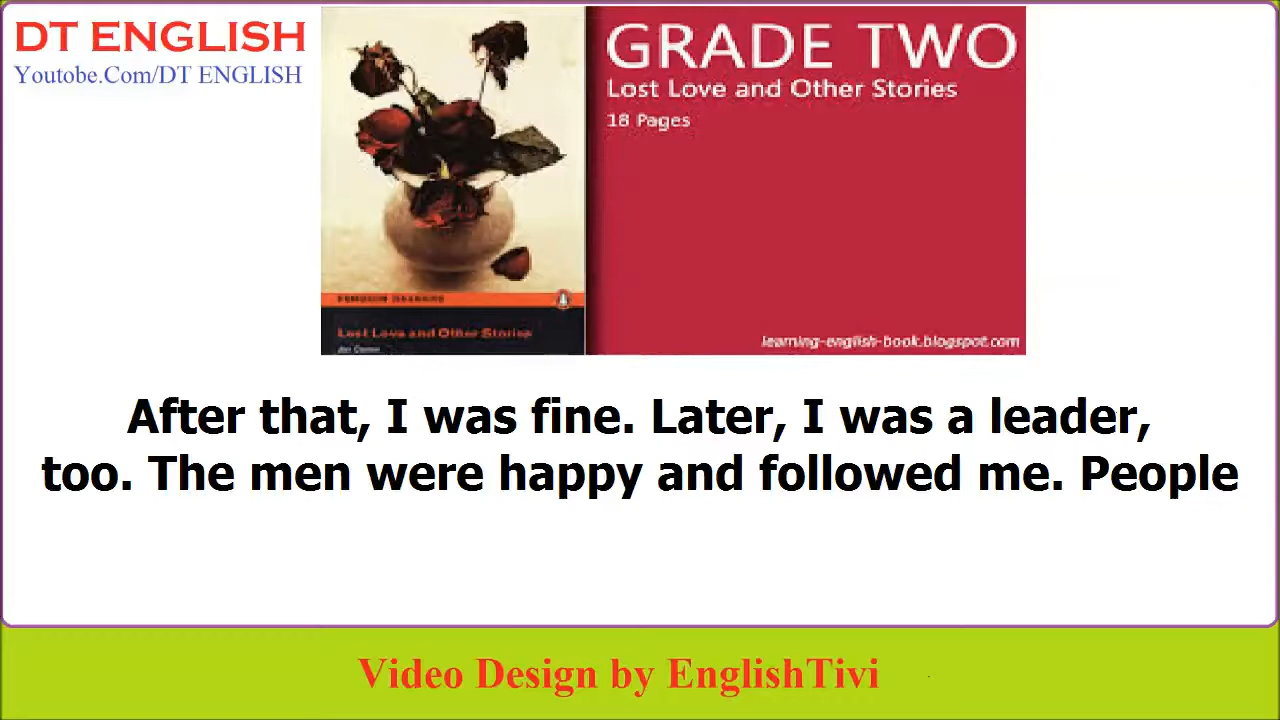 DT ENGLISH
Youtobe.Com/DT ENGLISH
GRADE TWO
Lost Love and Other Stories
18 Pages
PENGUIN READERS
Lost Love and Other Stories
learning-english-book.blogspot.com
After that, I was fine. Later, I was a leader,
too. The men were happy and followed me. People
Video Design by EnglishTivi